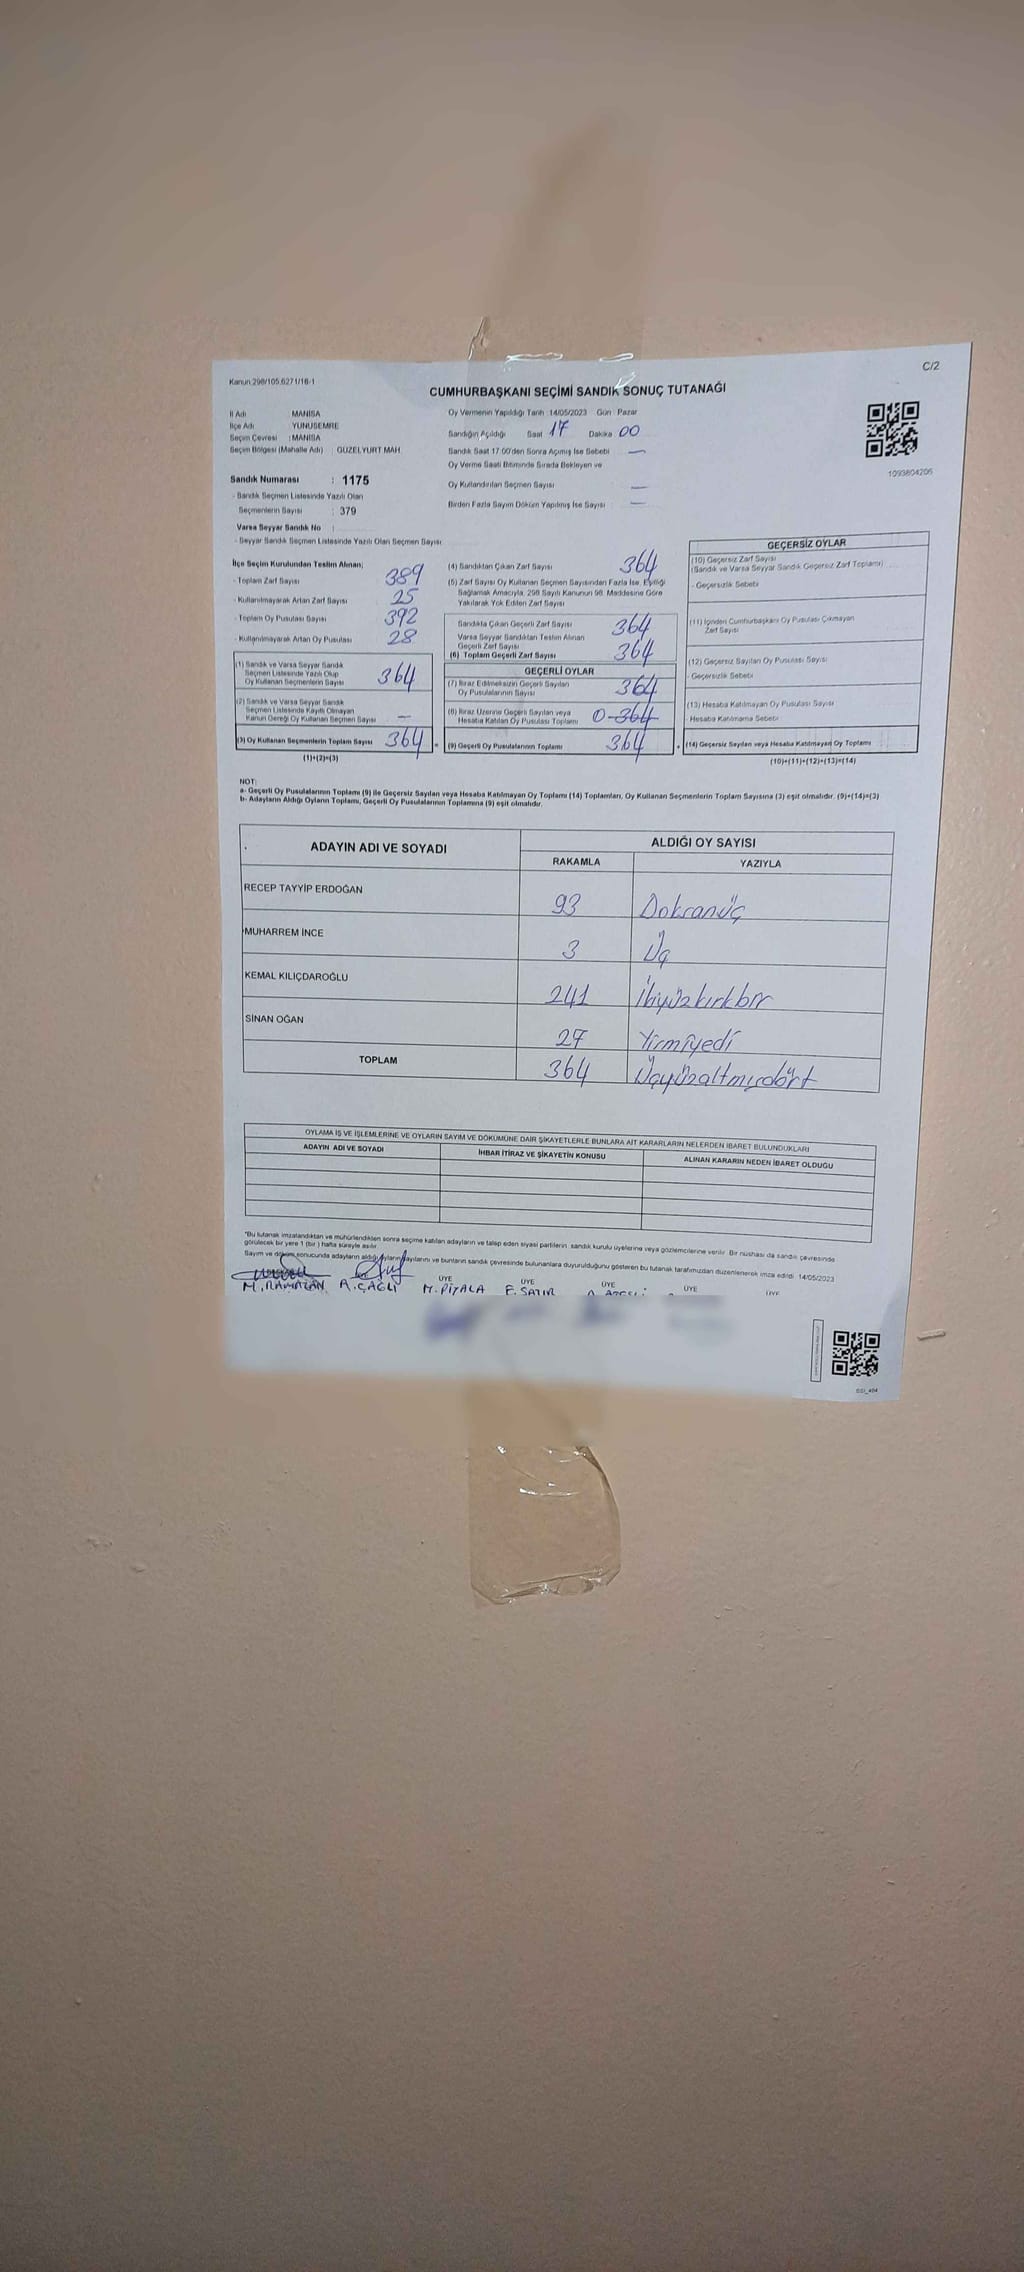 Kanun:298/105.6271/16-1
C/2
CUMHURBAŞKANI SEÇİMİ SANDIK SONUÇ TUTANAĞI
İl Adı MANİSA
İlçe Adı YUNUSEMRE
Seçim Çevresi : MANİSA
Seçim Bölgesi (Mahalle Adı) : GÜZELYURT MAH.
Sandık Numarası : 1175
- Sandık Seçmen Listesinde Yazılı Olan
Seçmenlerin Sayısı : 379
Varsa Seyyar Sandık No :
- Seyyar Sandık Seçmen Listesinde Yazılı Olan Seçmen Sayısı:
Oy Vermenin Yapıldığı Tarih :14/05/2023 Gün : Pazar
Sandığın Açıldığı Saat 17 Dakika 00
Sandık Saat 17:00'den Sonra Açımış İse Sebebi —
Oy Verme Saati Bitiminde Sırada Bekleyen ve
Oy Kullandırılan Seçmen Sayısı —
Birden Fazla Sayım Döküm Yapılmış İse Sayısı : —
1093804206
İlçe Seçim Kurulundan Teslim Alınan;
- Toplam Zarf Sayısı 389
- Kullanılmayarak Artan Zarf Sayısı 25
- Toplam Oy Pusulası Sayısı 392
- Kullanılmayarak Artan Oy Pusulası 28
(1) Sandık ve Varsa Seyyar Sandık
Seçmen Listesinde Yazılı Olup
Oy Kullanan Seçmenlerin Sayısı 364
(2) Sandık ve Varsa Seyyar Sandık
Seçmen Listesinde Kayıtlı Olmayan
Kanun Gereği Oy Kullanan Seçmen Sayısı —
(3) Oy Kullanan Seçmenlerin Toplam Sayısı 364
(1)+(2)=(3)
(4) Sandıktan Çıkan Zarf Sayısı 364
(5) Zarf Sayısı Oy Kullanan Seçmen Sayısından Fazla İse, Eşitliği
Sağlamak Amacıyla, 298 Sayılı Kanunun 98. Maddesine Göre
Yakılarak Yok Edilen Zarf Sayısı
Sandıkta Çıkan Geçerli Zarf Sayısı 364
Varsa Seyyar Sandıktan Teslim Alınan
Geçerli Zarf Sayısı
(6) Toplam Geçerli Zarf Sayısı 364
GEÇERLİ OYLAR
(7) İtiraz Edilmeksizin Geçerli Sayılan
Oy Pusulalarının Sayısı 364
(8) İtiraz Üzerine Geçerli Sayılan veya
Hesaba Katılan Oy Pusulası Toplamı 0 364
(9) Geçerli Oy Pusulalarının Toplamı 364
GEÇERSİZ OYLAR
(10) Geçersiz Zarf Sayısı
(Sandık ve Varsa Seyyar Sandık Geçersiz Zarf Toplamı)
- Geçersizlik Sebebi
(11) İçinden Cumhurbaşkanı Oy Pusulası Çıkmayan
Zarf Sayısı
(12) Geçersiz Sayılan Oy Pusulası Sayısı
- Geçersizlik Sebebi
(13) Hesaba Katılmayan Oy Pusulası Sayısı
- Hesaba Katılmama Sebebi
(14) Geçersiz Sayılan veya Hesaba Katılmayan Oy Toplamı
(10)+(11)+(12)+(13)=(14)
NOT:
a- Geçerli Oy Pusulalarının Toplamı (9) ile Geçersiz Sayılan veya Hesaba Katılmayan Oy Toplamı (14) Toplamları, Oy Kullanan Seçmenlerin Toplam Sayısına (3) eşit olmalıdır. (9)+(14)=(3)
b- Adayların Aldığı Oyların Toplamı, Geçerli Oy Pusulalarının Toplamına (9) eşit olmalıdır.
ADAYIN ADI VE SOYADI
ALDIĞI OY SAYISI
RAKAMLA YAZIYLA
RECEP TAYYİP ERDOĞAN 93 Doksanüç
MUHARREM İNCE 3 Üç
KEMAL KILIÇDAROĞLU 241 İkiyüzkırkbir
SİNAN OĞAN 27 Yirmiyedi
TOPLAM 364 Üçyüzaltmışdört
OYLAMA İŞ VE İŞLEMLERİNE VE OYLARIN SAYIM VE DÖKÜMÜNE DAİR ŞİKAYETLERLE BUNLARA AİT KARARLARIN NELERDEN İBARET BULUNDUKLARI
ADAYIN ADI VE SOYADI İHBAR İTİRAZ VE ŞİKAYETİN KONUSU ALINAN KARARIN NEDEN İBARET OLDUĞU
*Bu tutanak imzalandıktan ve mühürlendikten sonra seçime katılan adayların ve talep eden siyasi partilerin sandık kurulu üyelerine veya gözlemcilerine verilir. Bir nüshası da sandık çevresinde
görülecek bir yere 1 (bir) hafta süreyle asılır.
Sayım ve döküm sonucunda adayların aldığı oyların sayılarını ve bunların sandık çevresinde bulunanlara duyurulduğunu gösteren bu tutanak tarafımızdan düzenlenerek imza edildi. 14/05/2023
ÜYE ÜYE ÜYE ÜYE ÜYE
M.RAMAZAN A.ÇAĞLI M.PİYALA F.SATIR
SSI_494